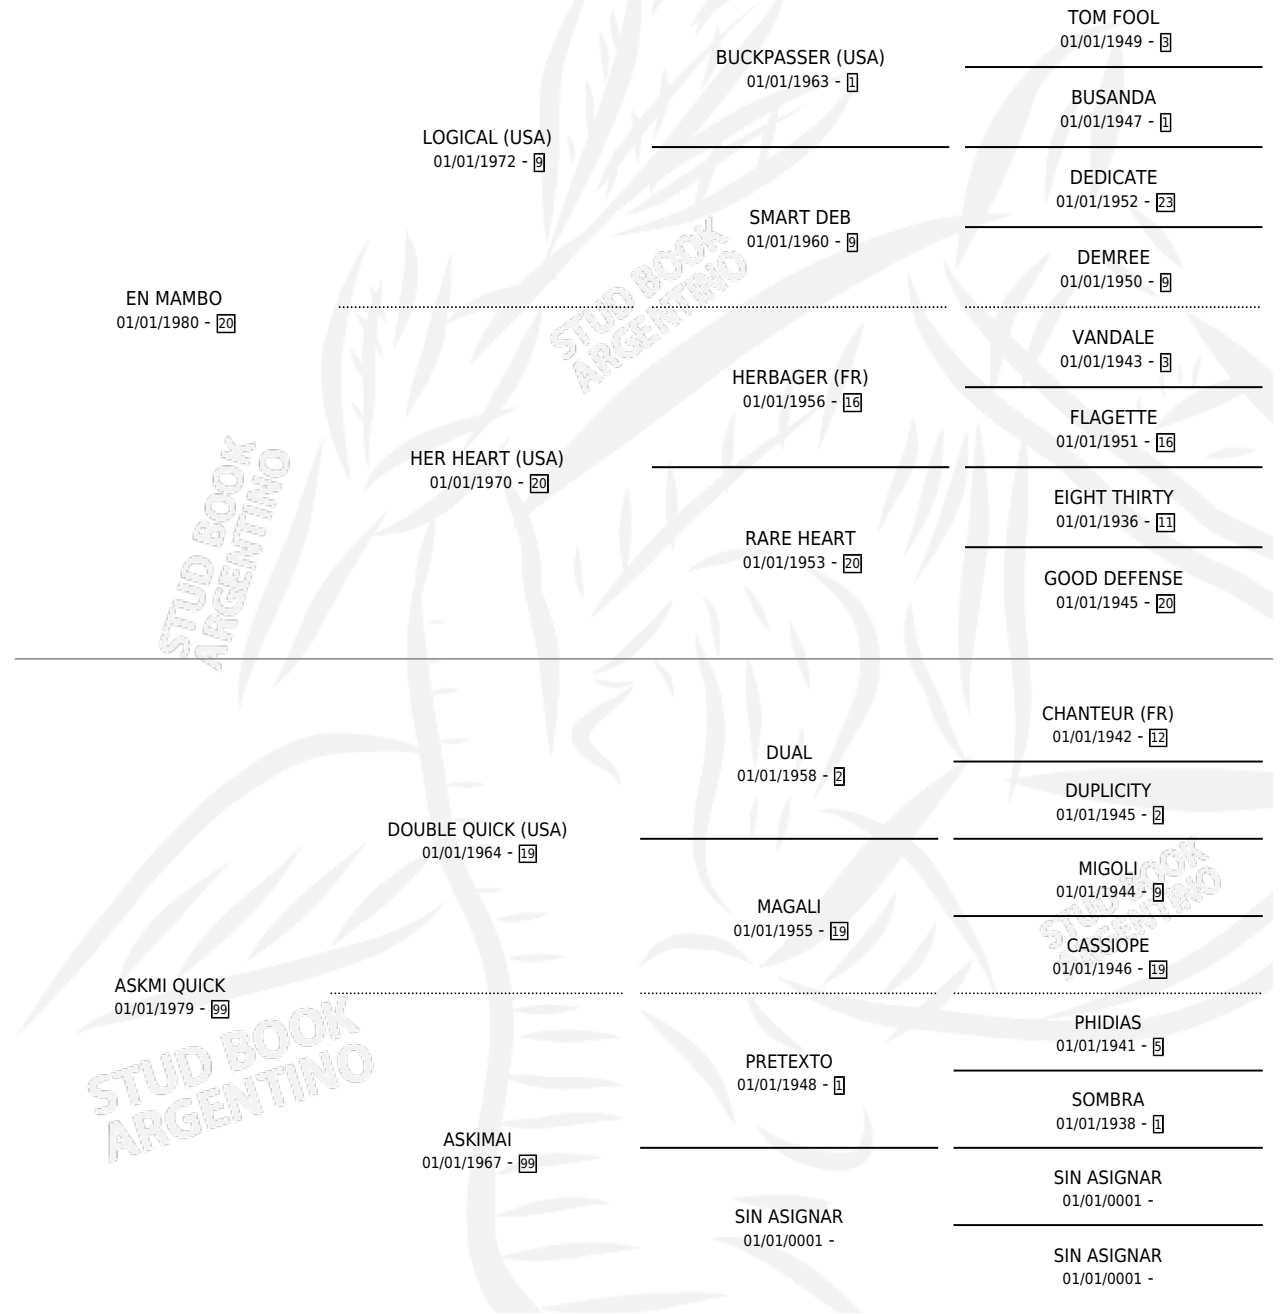 TOM FOOL
01/01/1949 - 3
BUCKPASSER (USA)
01/01/1963 - 1
BUSANDA
01/01/1947 - 1
LOGICAL (USA)
01/01/1972 - 9
DEDICATE
01/01/1952 - 23
SMART DEB
01/01/1960 - 9
DEMREE
01/01/1950 - 9
EN MAMBO
01/01/1980 - 20
VANDALE
01/01/1943 - 3
HERBAGER (FR)
01/01/1956 - 16
FLAGETTE
01/01/1951 - 16
HER HEART (USA)
01/01/1970 - 20
EIGHT THIRTY
01/01/1936 - 11
RARE HEART
01/01/1953 - 20
GOOD DEFENSE
01/01/1945 - 20
CHANTEUR (FR)
01/01/1942 - 12
DUAL
01/01/1958 - 2
DUPLICITY
01/01/1945 - 2
DOUBLE QUICK (USA)
01/01/1964 - 19
MIGOLI
01/01/1944 - 9
MAGALI
01/01/1955 - 19
CASSIOPE
01/01/1946 - 19
ASKMI QUICK
01/01/1979 - 99
PHIDIAS
01/01/1941 - 5
PRETEXTO
01/01/1948 - 1
SOMBRA
01/01/1938 - 1
ASKIMAI
01/01/1967 - 99
SIN ASIGNAR
01/01/0001 -
SIN ASIGNAR
01/01/0001 -
SIN ASIGNAR
01/01/0001 -
STUD BOOK
ARGENTINO
STUD BOOK
ARGENTINO
STUD BOOK
ARGENTINO
STUD BOOK
ARGENTINO